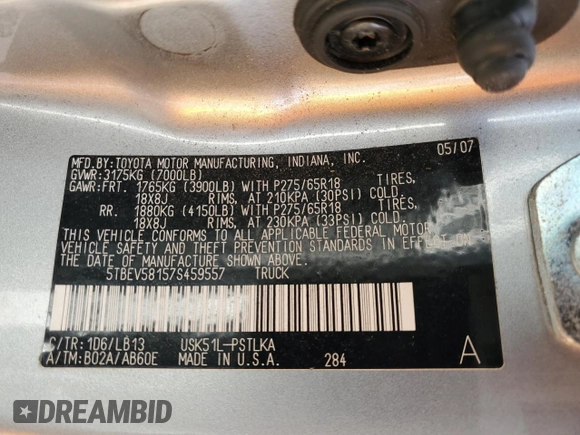 MFD.BY:TOYOTA MOTOR MANUFACTURING, INDIANA, INC. 05/07
GVWR:3175KG (7000LB)
GAWR:FRT. 1765KG (3900LB) WITH P275/65R18 TIRES,
18X8J RIMS, AT 210KPA (30PSI) COLD.
RR. 1880KG (4150LB) WITH P275/65R18 TIRES,
18X8J RIMS, AT 230KPA (33PSI) COLD.
THIS VEHICLE CONFORMS TO ALL APPLICABLE FEDERAL MOTOR
VEHICLE SAFETY AND THEFT PREVENTION STANDARDS IN EFFECT ON
THE DATE OF MANUFACTURE SHOWN ABOVE.
5TBEV58157S459557 TRUCK
C/TR:1D6/LB13 USK51L-PSTLKA
A/TM:B02A/AB60E MADE IN U.S.A. 284 A
DREAMBID